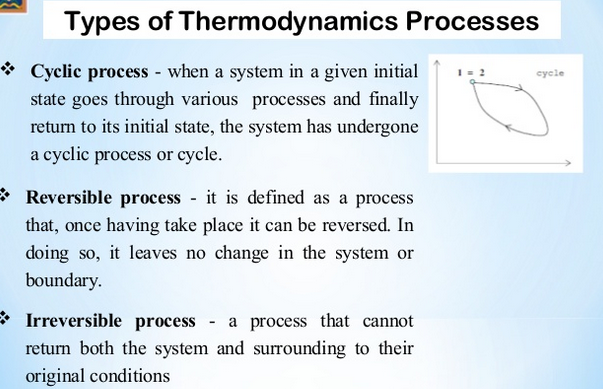 Types of Thermodynamics Processes
❖ Cyclic process - when a system in a given initial
state goes through various processes and finally
return to its initial state, the system has undergone
a cyclic process or cycle.
1 = 2
cycle
❖ Reversible process - it is defined as a process
that, once having take place it can be reversed. In
doing so, it leaves no change in the system or
boundary.
❖ Irreversible process - a process that cannot
return both the system and surrounding to their
original conditions